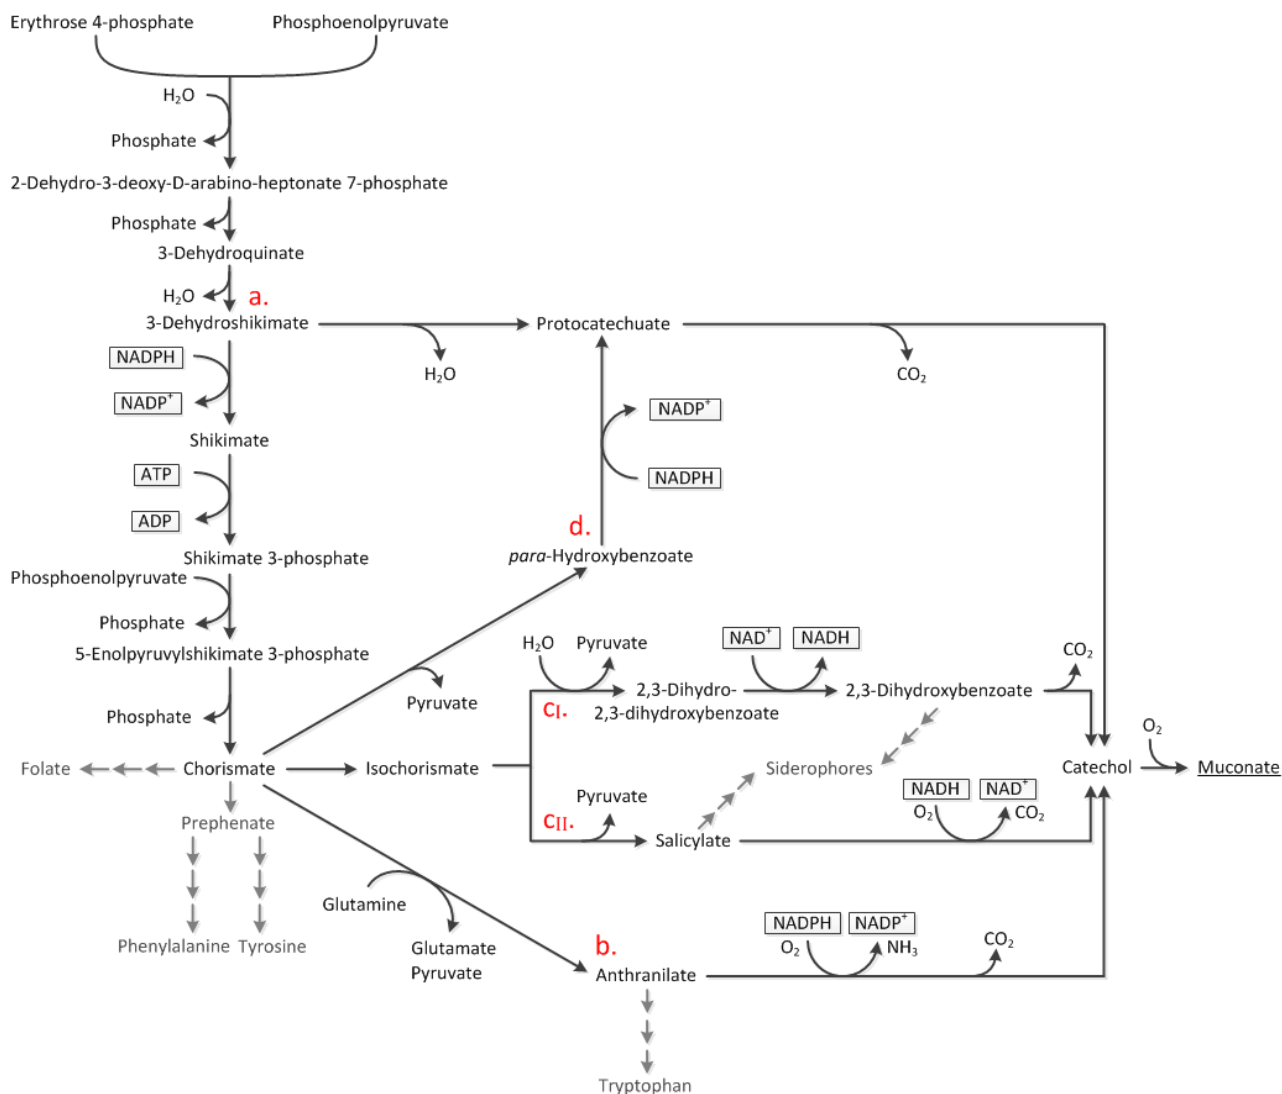 Erythrose 4-phosphate
Phosphoenolpyruvate
H₂O
Phosphate
2-Dehydro-3-deoxy-D-arabino-heptonate 7-phosphate
Phosphate
3-Dehydroquinate
H₂O
a.
3-Dehydroshikimate
Protocatechuate
H₂O
CO₂
NADPH
NADP⁺
NADP⁺
NADPH
Shikimate
ATP
ADP
d.
Shikimate 3-phosphate
para-Hydroxybenzoate
Phosphoenolpyruvate
Phosphate
5-Enolpyruvylshikimate 3-phosphate
Pyruvate
H₂O
Pyruvate
NAD⁺
NADH
CO₂
cI.
2,3-Dihydro-
2,3-dihydroxybenzoate
2,3-Dihydroxybenzoate
Phosphate
O₂
Folate
Chorismate
Isochorismate
Siderophores
Catechol
Muconate
Pyruvate
NADH
NAD⁺
O₂
CO₂
cII.
Salicylate
Prephenate
Glutamine
Glutamate
Pyruvate
Phenylalanine
Tyrosine
b.
NADPH
NADP⁺
O₂
NH₃
CO₂
Anthranilate
Tryptophan